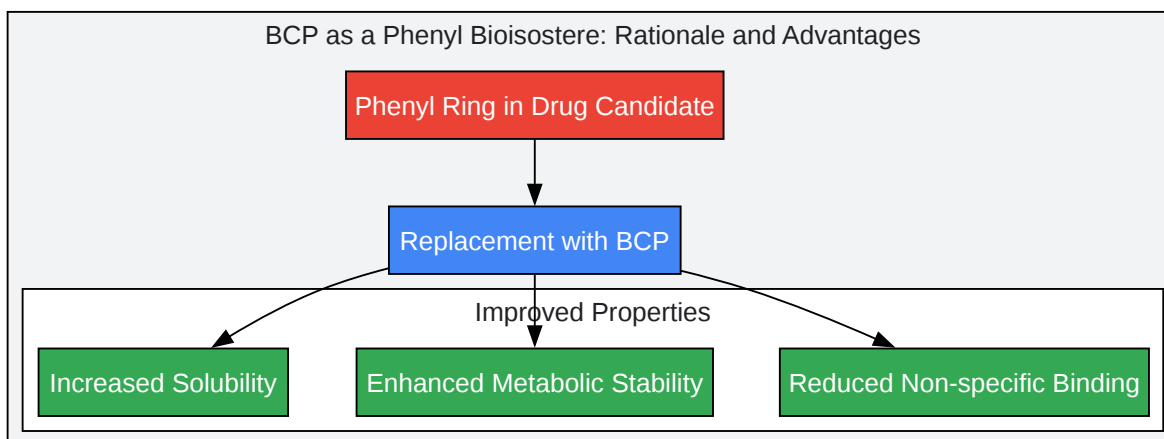 BCP as a Phenyl Bioisostere: Rationale and Advantages
Phenyl Ring in Drug Candidate
Replacement with BCP
Improved Properties
Increased Solubility
Enhanced Metabolic Stability
Reduced Non-specific Binding